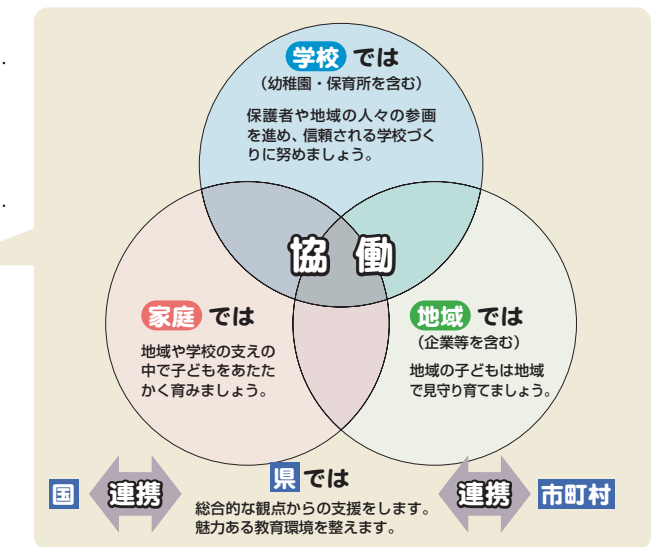 学校 では
（幼稚園・保育所を含む）
保護者や地域の人々の参画
を進め、信頼される学校づく
りに努めましょう。
協 働
家庭 では
地域や学校の支えの
中で子どもをあたた
かく育みましょう。
地域 では
（企業等を含む）
地域の子どもは地域
で見守り育てましょう。
国 連携 県 では 連携 市町村
総合的な観点からの支援をします。
魅力ある教育環境を整えます。